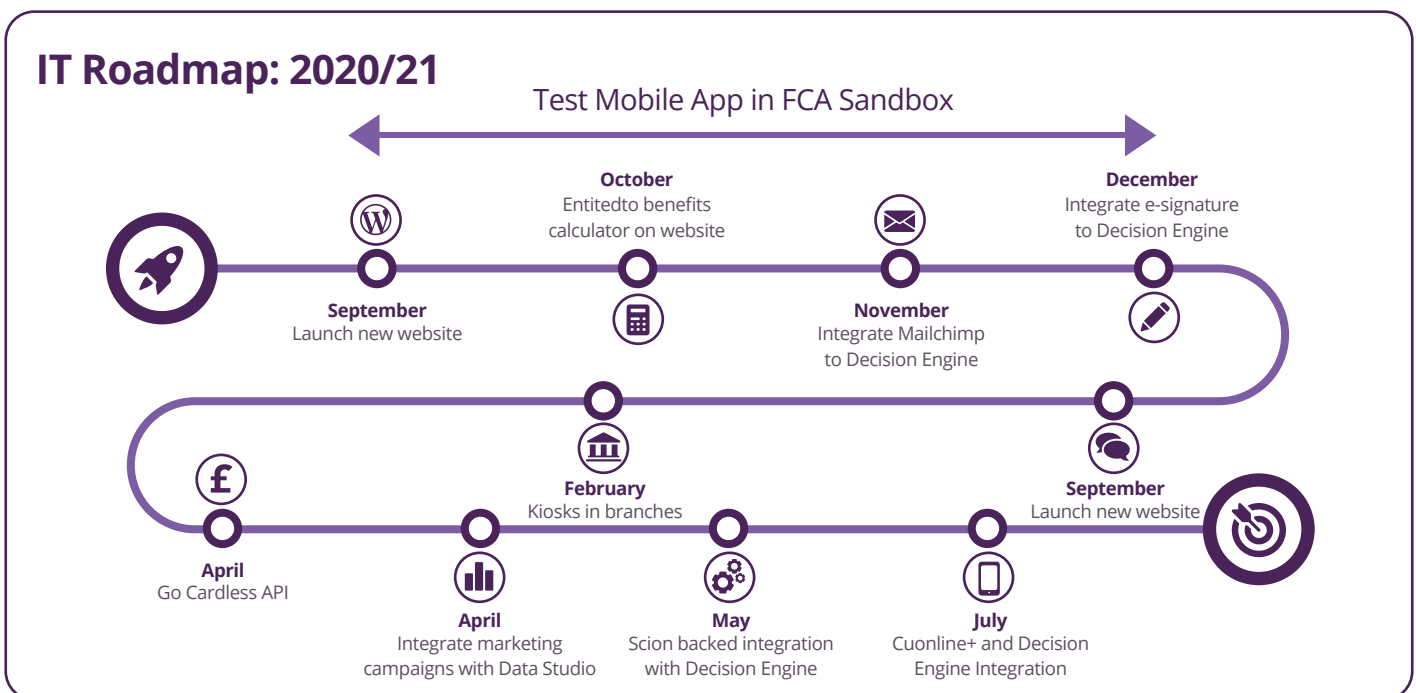 IT Roadmap: 2020/21
Test Mobile App in FCA Sandbox
September
Launch new website
October
Entitedto benefits
calculator on website
November
Integrate Mailchimp
to Decision Engine
December
Integrate e-signature
to Decision Engine
September
Launch new website
February
Kiosks in branches
£
April
Go Cardless API
April
Integrate marketing
campaigns with Data Studio
May
Scion backed integration
with Decision Engine
July
Cuonline+ and Decision
Engine Integration